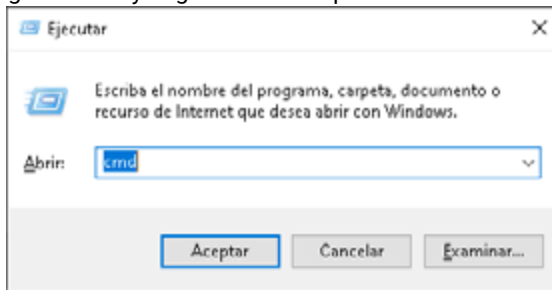 Ejecutar
Escriba el nombre del programa, carpeta, documento o
recurso de Internet que desea abrir con Windows.
Abrir: cmd
Aceptar Cancelar Examinar...